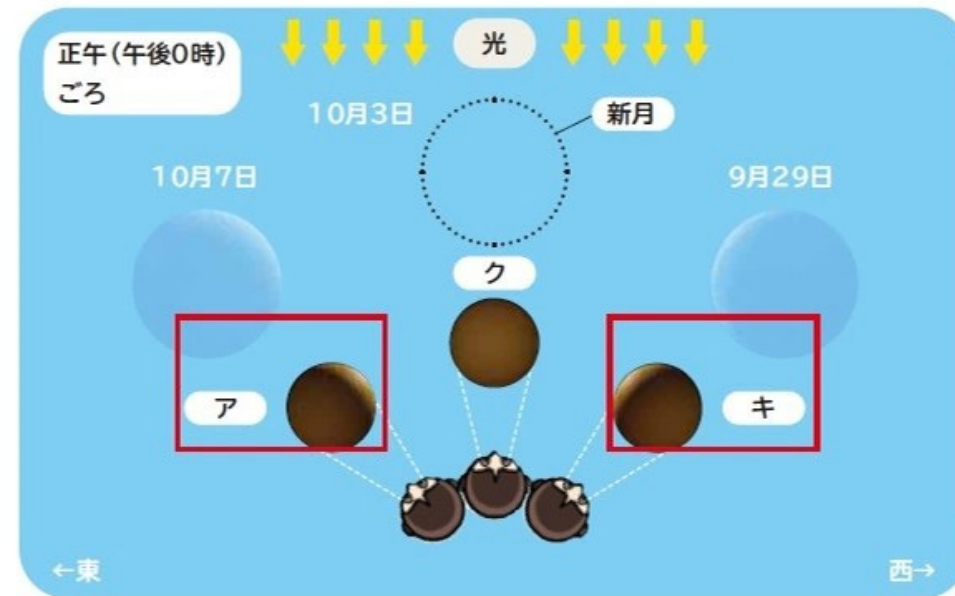 正午(午後0時)
ごろ
光
10月3日
新月
10月7日
9月29日
ク
ア
キ
←東
西→